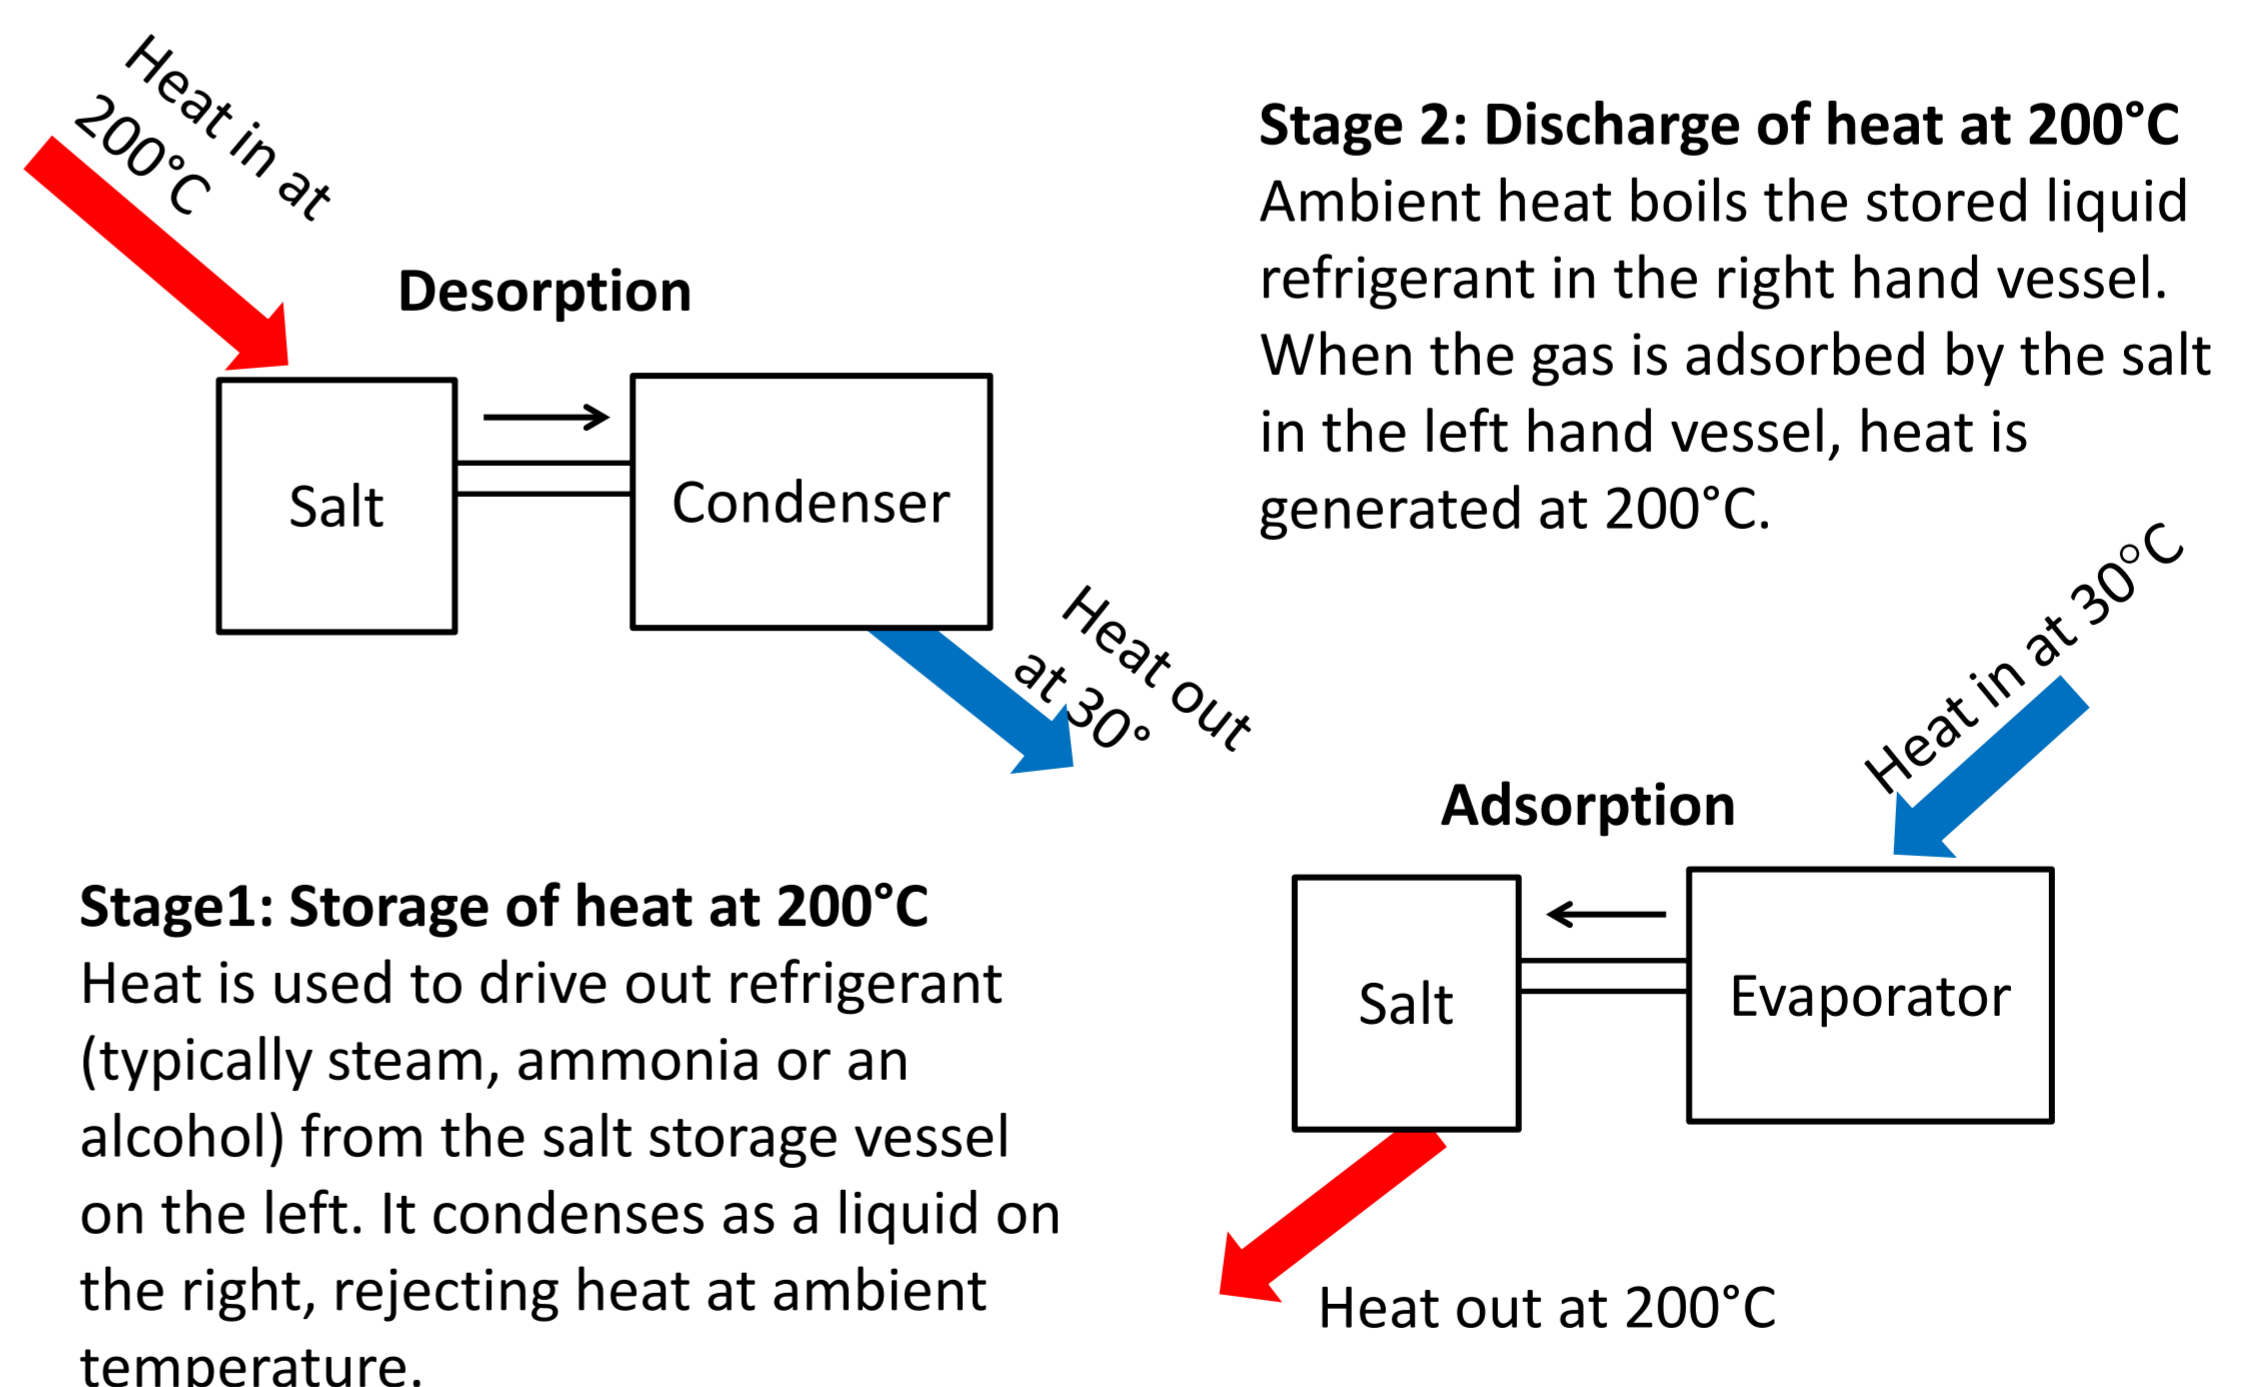 Heat in at
200°C
Desorption
Salt
Condenser
Heat out
at 30°
Stage1: Storage of heat at 200°C
Heat is used to drive out refrigerant
(typically steam, ammonia or an
alcohol) from the salt storage vessel
on the left. It condenses as a liquid on
the right, rejecting heat at ambient
temperature.
Stage 2: Discharge of heat at 200°C
Ambient heat boils the stored liquid
refrigerant in the right hand vessel.
When the gas is adsorbed by the salt
in the left hand vessel, heat is
generated at 200°C.
Heat in at 30°C
Adsorption
Salt
Evaporator
Heat out at 200°C